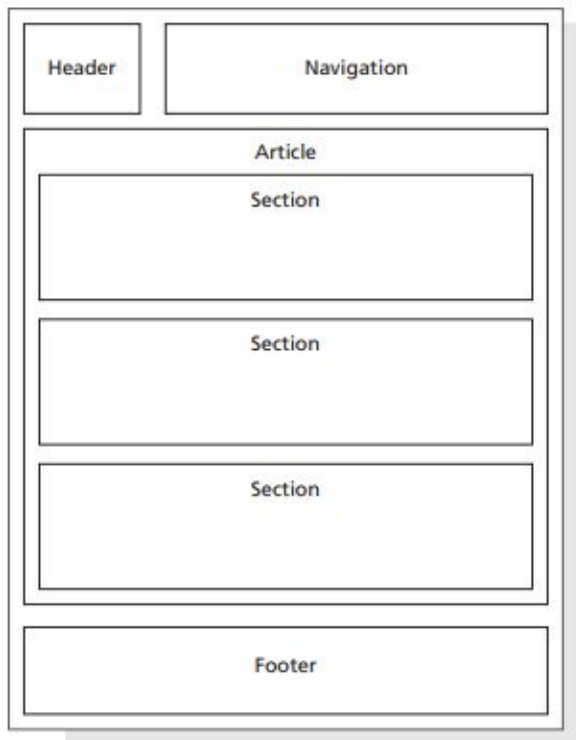 Header
Navigation
Article
Section
Section
Section
Footer